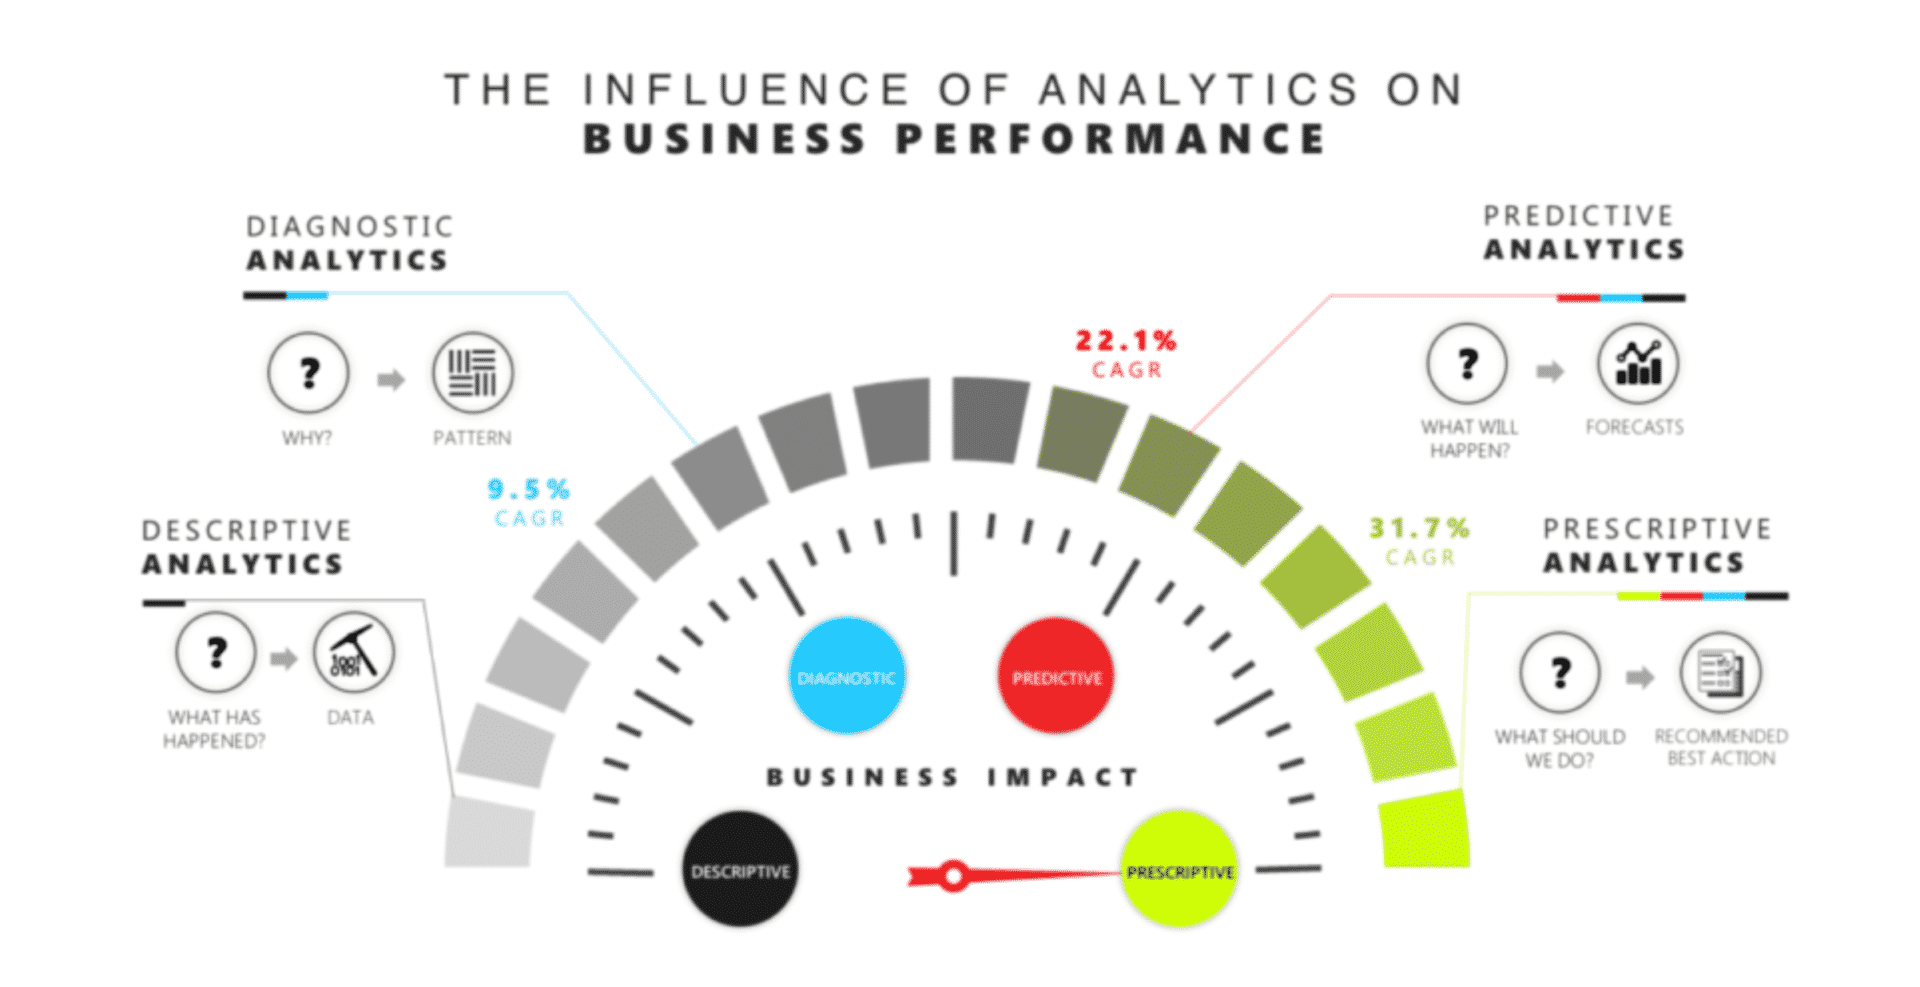 THE INFLUENCE OF ANALYTICS ON
BUSINESS PERFORMANCE
DIAGNOSTIC
ANALYTICS
?
WHY?
PATTERN
9.5%
CAGR
DESCRIPTIVE
ANALYTICS
?
1001
0101
WHAT HAS
HAPPENED?
DATA
22.1%
CAGR
PREDICTIVE
ANALYTICS
?
WHAT WILL
HAPPEN?
FORECASTS
31.7%
CAGR
PRESCRIPTIVE
ANALYTICS
?
WHAT SHOULD
WE DO?
RECOMMENDED
BEST ACTION
DIAGNOSTIC
PREDICTIVE
BUSINESS IMPACT
DESCRIPTIVE
PRESCRIPTIVE